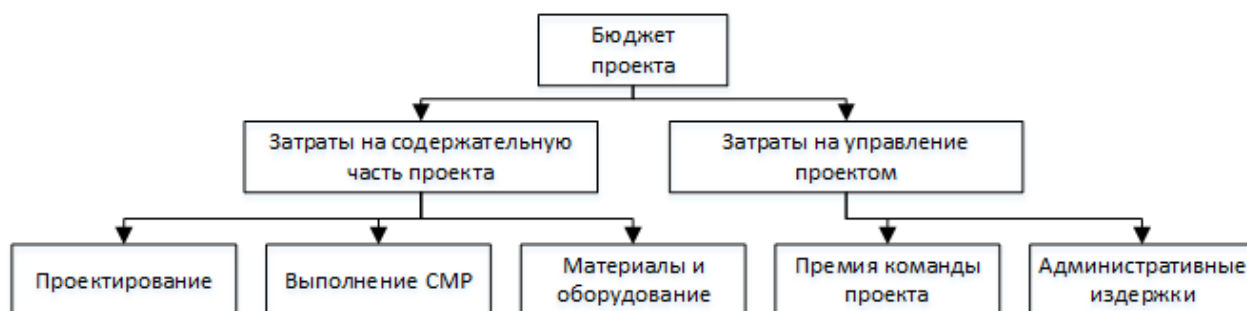 Бюджет
проекта
Затраты на содержательную
часть проекта
Затраты на управление
проектом
Проектирование
Выполнение СМР
Материалы и
оборудование
Премия команды
проекта
Административные
издержки